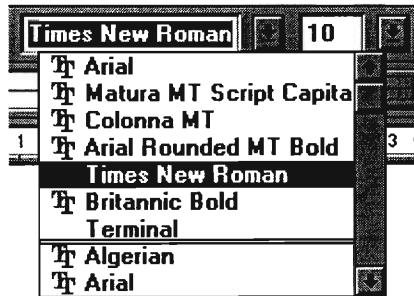 Times New Roman 10
Arial
Matura MT Script Capita
Colonna MT
1 Arial Rounded MT Bold 3
Times New Roman
Britannic Bold
Terminal
Algerian
Arial